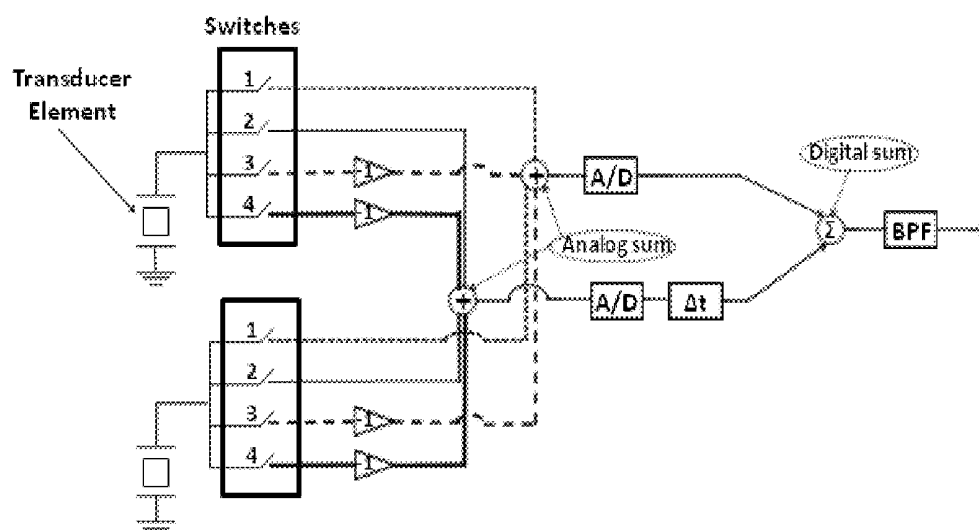 Switches
Transducer
Element
1
2
3
4
-1
-1
+
A/D
Digital sum
Σ
BPF
Analog sum
+
A/D
Δt
1
2
3
4
-1
-1